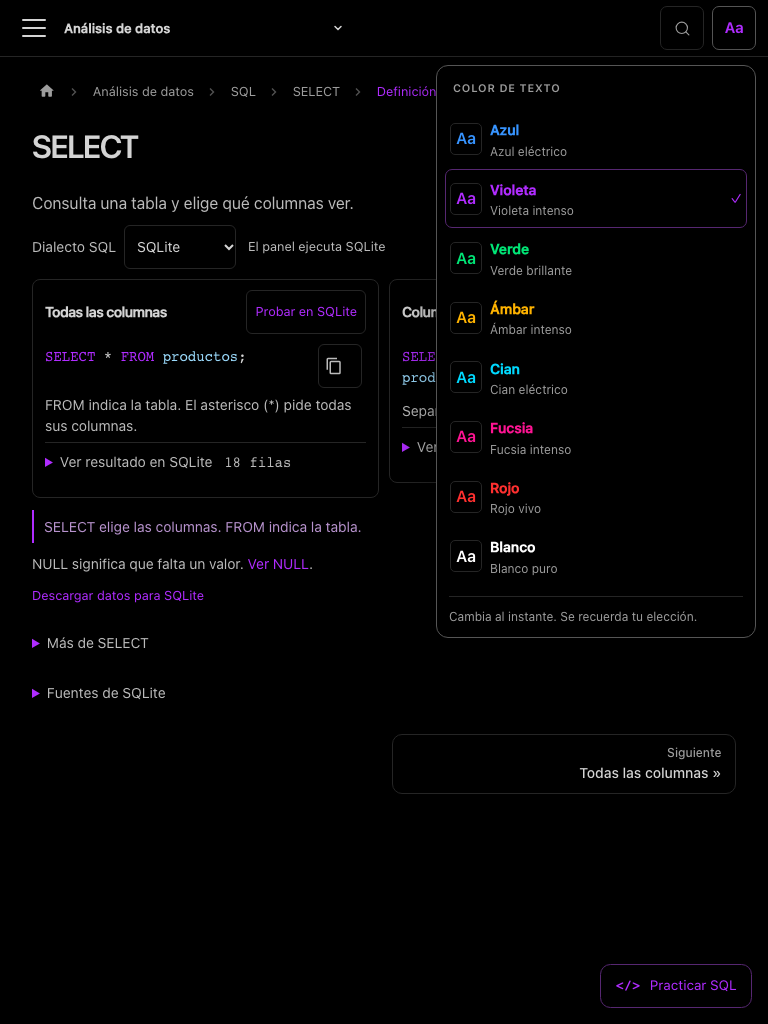 Análisis de datos
Aa
Análisis de datos
SQL
SELECT
Definición
SELECT
Consulta una tabla y elige qué columnas ver.
Dialecto SQL
SQLite
El panel ejecuta SQLite
Todas las columnas
Probar en SQLite
SELECT * FROM productos;
FROM indica la tabla. El asterisco (*) pide todas
sus columnas.
Ver resultado en SQLite 18 filas
SELECT elige las columnas. FROM indica la tabla.
NULL significa que falta un valor. Ver NULL.
Descargar datos para SQLite
Más de SELECT
Fuentes de SQLite
COLOR DE TEXTO
Aa Azul
Azul eléctrico
Aa Violeta
Violeta intenso
Aa Verde
Verde brillante
Aa Ámbar
Ámbar intenso
Aa Cian
Cian eléctrico
Aa Fucsia
Fucsia intenso
Aa Rojo
Rojo vivo
Aa Blanco
Blanco puro
Cambia al instante. Se recuerda tu elección.
Siguiente
Todas las columnas »
</> Practicar SQL